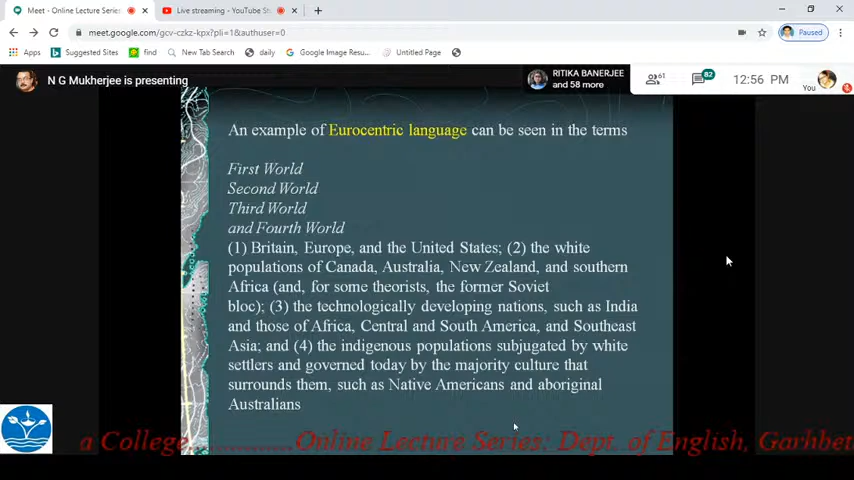 Meet - Online Lecture Series:
Live streaming - YouTube St
meet.google.com/gcv-czkz-kpx?pli=1&authuser=0
Paused
Apps
Suggested Sites
find
New Tab Search
daily
Google Image Resu...
Untitled Page
N G Mukherjee is presenting
RITIKA BANERJEE
and 58 more
61
82
12:56 PM
You
An example of Eurocentric language can be seen in the terms
First World
Second World
Third World
and Fourth World
(1) Britain, Europe, and the United States; (2) the white
populations of Canada, Australia, New Zealand, and southern
Africa (and, for some theorists, the former Soviet
bloc); (3) the technologically developing nations, such as India
and those of Africa, Central and South America, and Southeast
Asia; and (4) the indigenous populations subjugated by white
settlers and governed today by the majority culture that
surrounds them, such as Native Americans and aboriginal
Australians
a College.............. Online Lecture Series: Dept. of English, Garhbet